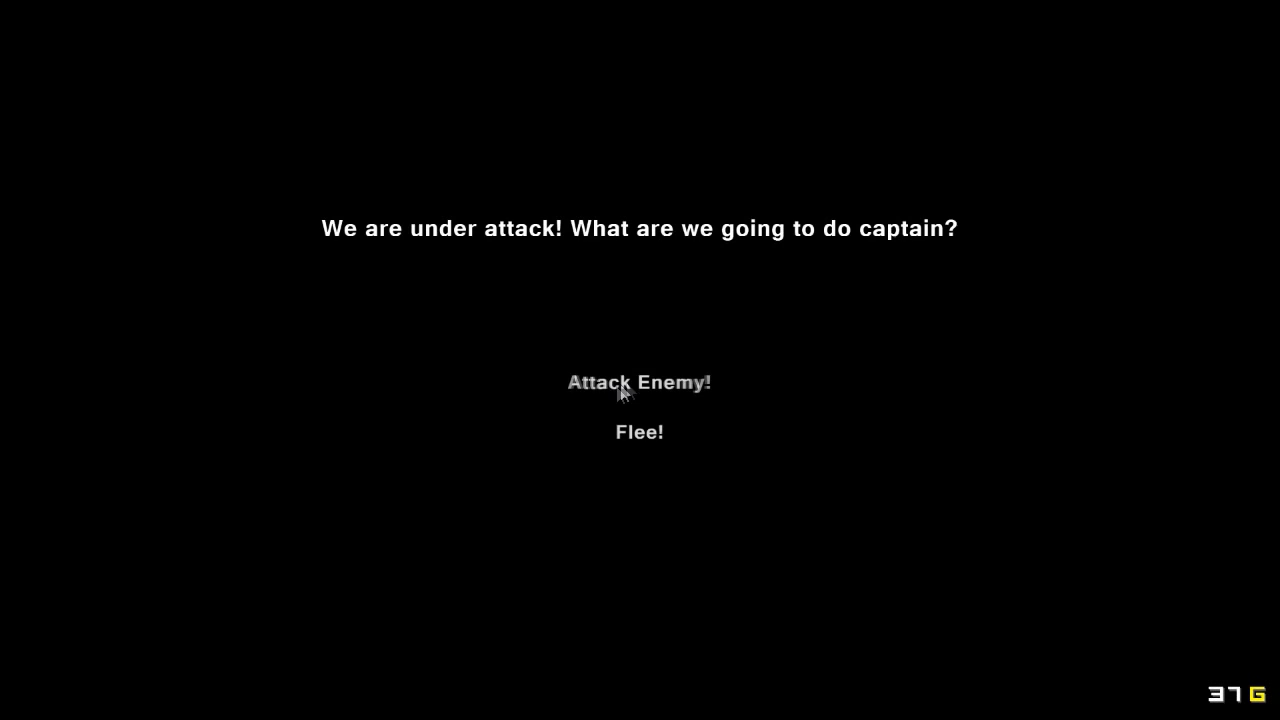 We are under attack! What are we going to do captain?
Attack Enemy!
Flee!
37 G